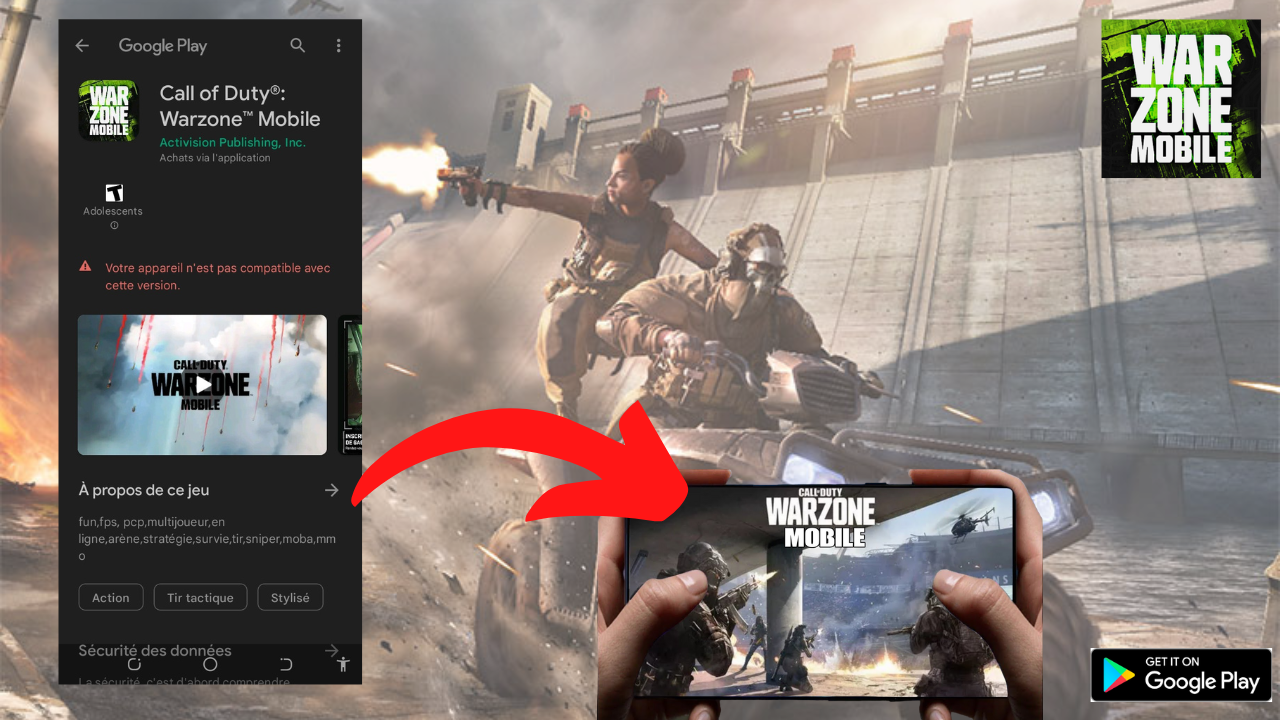 Google Play
Call of Duty®:
Warzone™ Mobile
Activision Publishing, Inc.
Achats via l'application
WAR
ZONE
MOBILE
T
Adolescents
Votre appareil n'est pas compatible avec
cette version.
CALL OF DUTY
WARZONE
MOBILE
À propos de ce jeu
fun,fps, pcp,multijoueur,en
ligne,arène,stratégie,survie,tir,sniper,moba,mm
o
Action
Tir tactique
Stylisé
Sécurité des données
La sécurité, c'est d'abord comprendre
WAR
ZONE
MOBILE
CALL OF DUTY
WARZONE
MOBILE
GET IT ON
Google Play